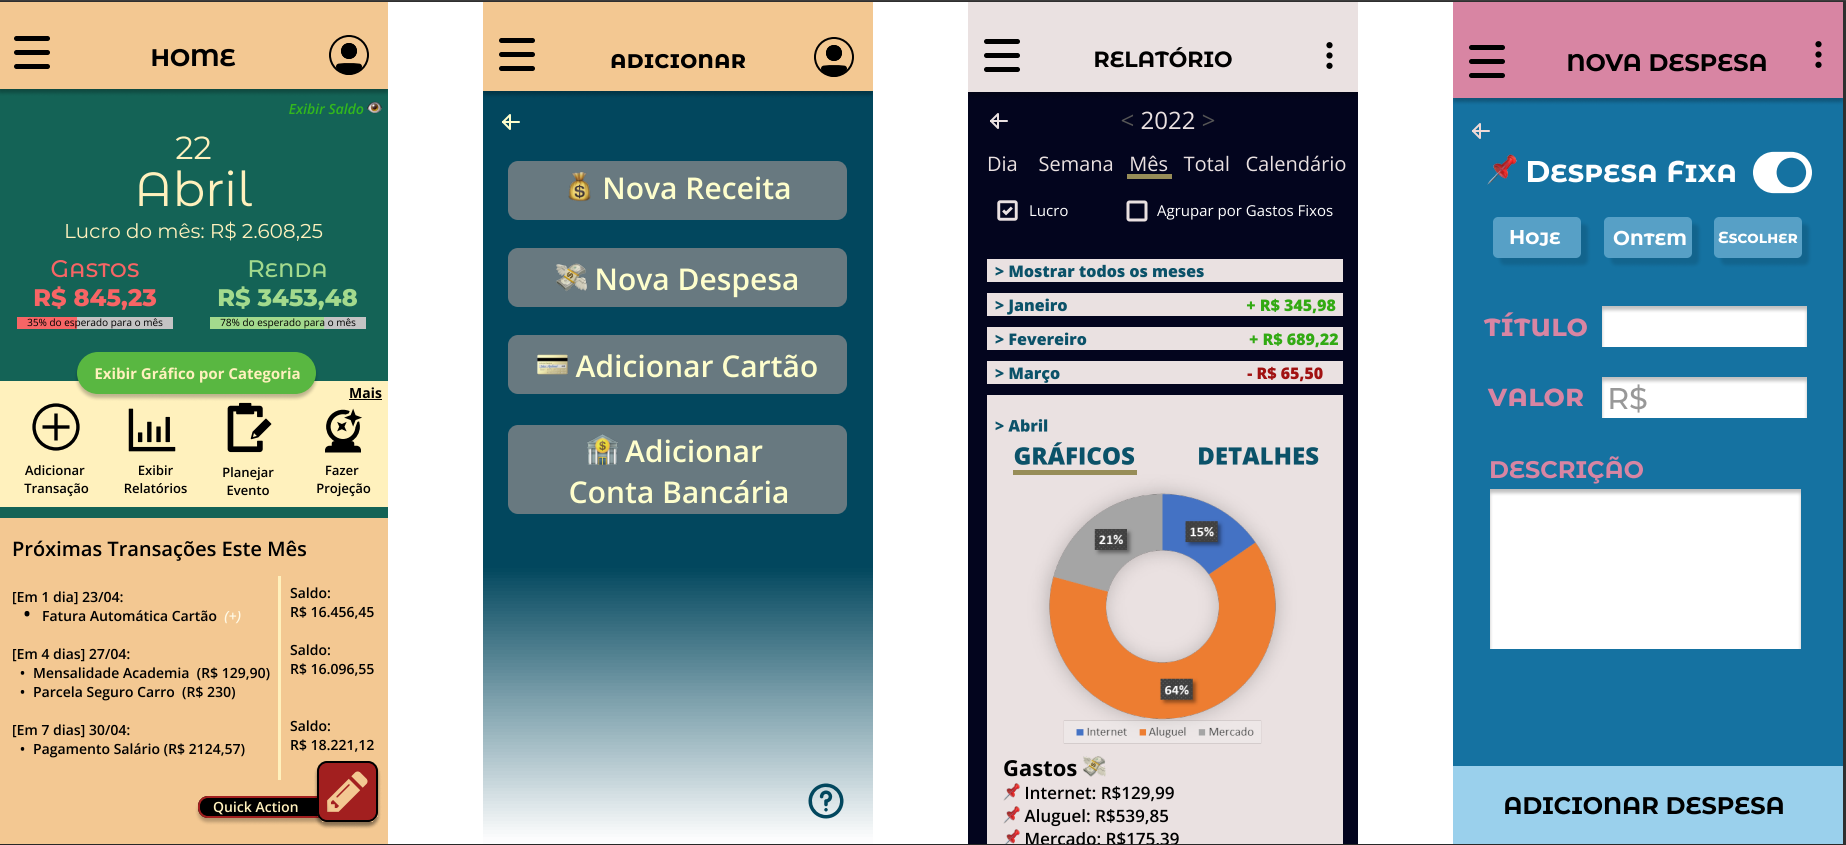 HOME
Exibir Saldo
22
Abril
Lucro do mês: R$ 2.608,25
GASTOS
RENDA
R$ 845,23
R$ 3453,48
35% do esperado para o mês
78% do esperado para o mês
Exibir Gráfico por Categoria
Mais
Adicionar
Transação
Exibir
Relatórios
Planejar
Evento
Fazer
Projeção
Próximas Transações Este Mês
[Em 1 dia] 23/04:
• Fatura Automática Cartão (+)
Saldo:
R$ 16.456,45
[Em 4 dias] 27/04:
• Mensalidade Academia (R$ 129,90)
• Parcela Seguro Carro (R$ 230)
Saldo:
R$ 16.096,55
[Em 7 dias] 30/04:
• Pagamento Salário (R$ 2124,57)
Saldo:
R$ 18.221,12
Quick Action
ADICIONAR
Nova Receita
Nova Despesa
Adicionar Cartão
Adicionar
Conta Bancária
?
RELATÓRIO
< 2022 >
Dia Semana Mês Total Calendário
Lucro
Agrupar por Gastos Fixos
> Mostrar todos os meses
> Janeiro + R$ 345,98
> Fevereiro + R$ 689,22
> Março - R$ 65,50
> Abril
GRÁFICOS DETALHES
21%
15%
64%
Internet Aluguel Mercado
Gastos
Internet: R$129,99
Aluguel: R$539,85
Mercado: R$175,39
NOVA DESPESA
DESPESA FIXA
HOJE
ONTEM
ESCOLHER
TÍTULO
VALOR R$
DESCRIÇÃO
ADICIONAR DESPESA